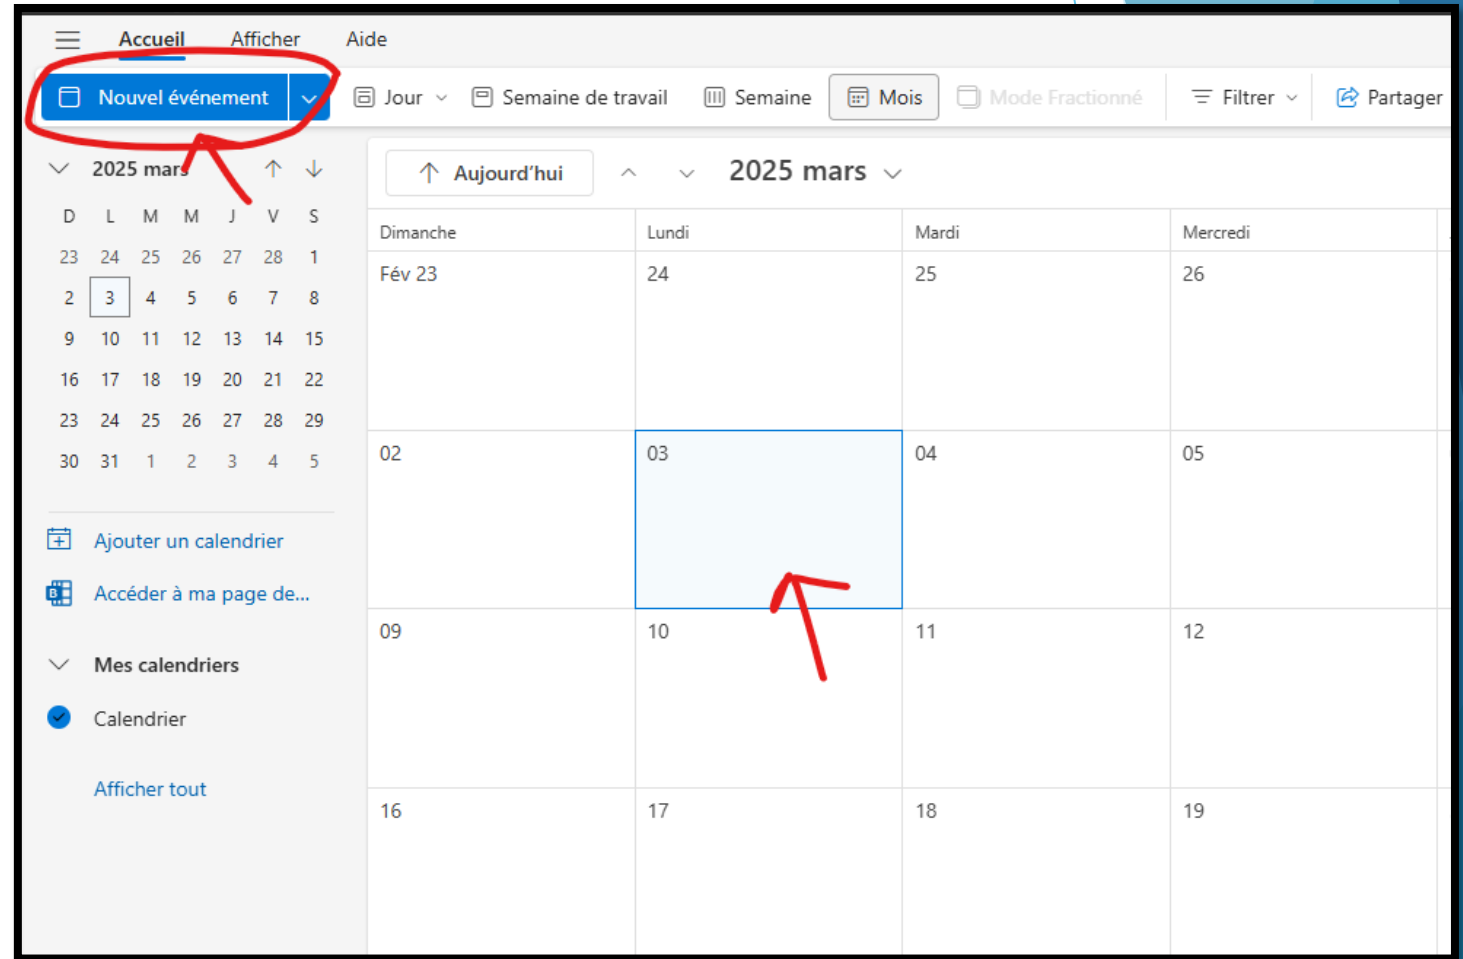 Accueil Afficher Aide
Nouvel événement Jour Semaine de travail Semaine Mois Mode Fractionné Filtrer Partager
2025 mars
D L M M J V S
23 24 25 26 27 28 1
2 3 4 5 6 7 8
9 10 11 12 13 14 15
16 17 18 19 20 21 22
23 24 25 26 27 28 29
30 31 1 2 3 4 5
Ajouter un calendrier
Accéder à ma page de...
Mes calendriers
Calendrier
Afficher tout
Aujourd'hui 2025 mars
Dimanche Lundi Mardi Mercredi
Fév 23 24 25 26
02 03 04 05
09 10 11 12
16 17 18 19